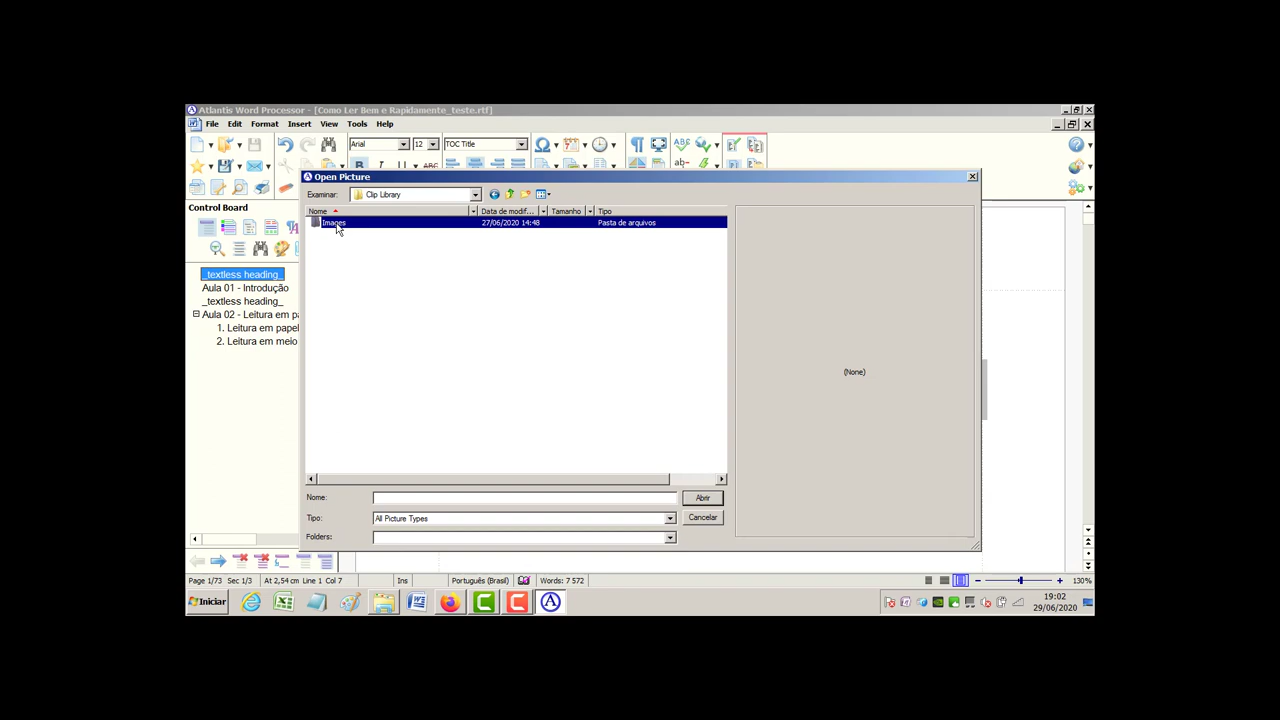 Atlantis Word Processor - [Como Ler Bem e Rapidamente_teste.rtf]
File Edit Format Insert View Tools Help
Arial 12 TOC Title
Open Picture
Examinar: Clip Library
Nome Data de modif... Tamanho Tipo
Images 27/06/2020 14:48 Pasta de arquivos
(None)
Nome: Abrir
Tipo: All Picture Types Cancelar
Folders:
Control Board
_textless heading_
Aula 01 - Introdução
_textless heading_
Aula 02 - Leitura em pa
1. Leitura em papel
2. Leitura em meio
Page 1/73 Sec 1/3 At 2,54 cm Line 1 Col 7 Ins Português (Brasil) Words: 7 572 130%
Iniciar
19:02
29/06/2020